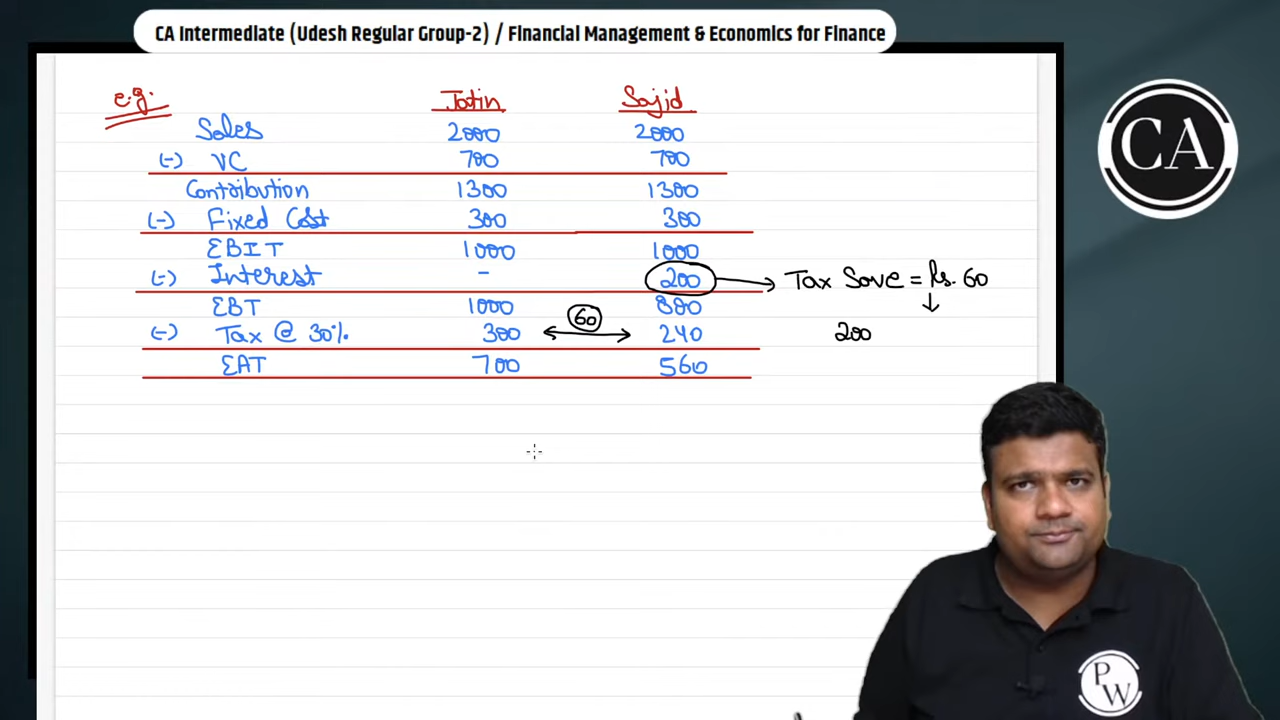 CA Intermediate (Udesh Regular Group-2) / Financial Management & Economics for Finance
CA
e.g. Jatin Sajid
Sales 2000 2000
(-) VC 700 700
Contribution 1300 1300
(-) Fixed Cost 300 300
EBIT 1000 1000
(-) Interest - 200 Tax Save = Rs. 60
EBT 1000 800
(-) Tax @ 30% 300 60 240 200
EAT 700 560
P
W